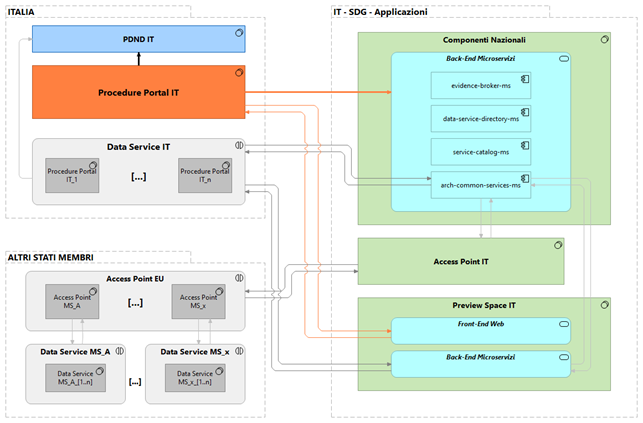 ITALIA
PDND IT
Procedure Portal IT
Data Service IT
Procedure Portal
IT_1
[...]
Procedure Portal
IT_n
ALTRI STATI MEMBRI
Access Point EU
Access Point
MS_A
[...]
Access Point
MS_x
Data Service MS_A
Data Service
MS_A_[1..n]
[...]
Data Service MS_x
Data Service
MS_x_[1..n]
IT - SDG - Applicazioni
Componenti Nazionali
Back-End Microservizi
evidence-broker-ms
data-service-directory-ms
service-catalog-ms
arch-common-services-ms
Access Point IT
Preview Space IT
Front-End Web
Back-End Microservizi